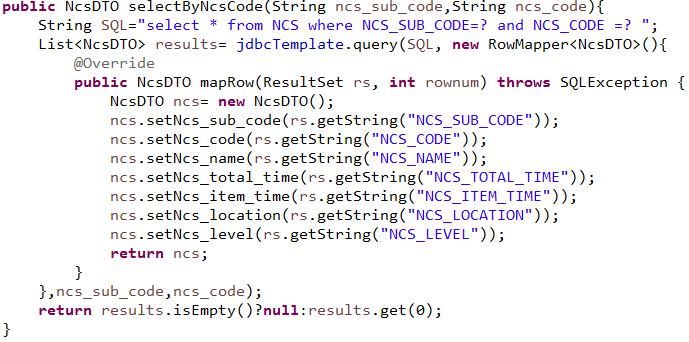 public NcsDTO selectByNcsCode(String ncs_sub_code,String ncs_code){
    String SQL="select * from NCS where NCS_SUB_CODE=? and NCS_CODE =? ";
    List<NcsDTO> results= jdbcTemplate.query(SQL, new RowMapper<NcsDTO>(){
        @Override
        public NcsDTO mapRow(ResultSet rs, int rownum) throws SQLException {
            NcsDTO ncs= new NcsDTO();
            ncs.setNcs_sub_code(rs.getString("NCS_SUB_CODE"));
            ncs.setNcs_code(rs.getString("NCS_CODE"));
            ncs.setNcs_name(rs.getString("NCS_NAME"));
            ncs.setNcs_total_time(rs.getString("NCS_TOTAL_TIME"));
            ncs.setNcs_item_time(rs.getString("NCS_ITEM_TIME"));
            ncs.setNcs_location(rs.getString("NCS_LOCATION"));
            ncs.setNcs_level(rs.getString("NCS_LEVEL"));
            return ncs;
        }
    },ncs_sub_code,ncs_code);
    return results.isEmpty()?null:results.get(0);
}